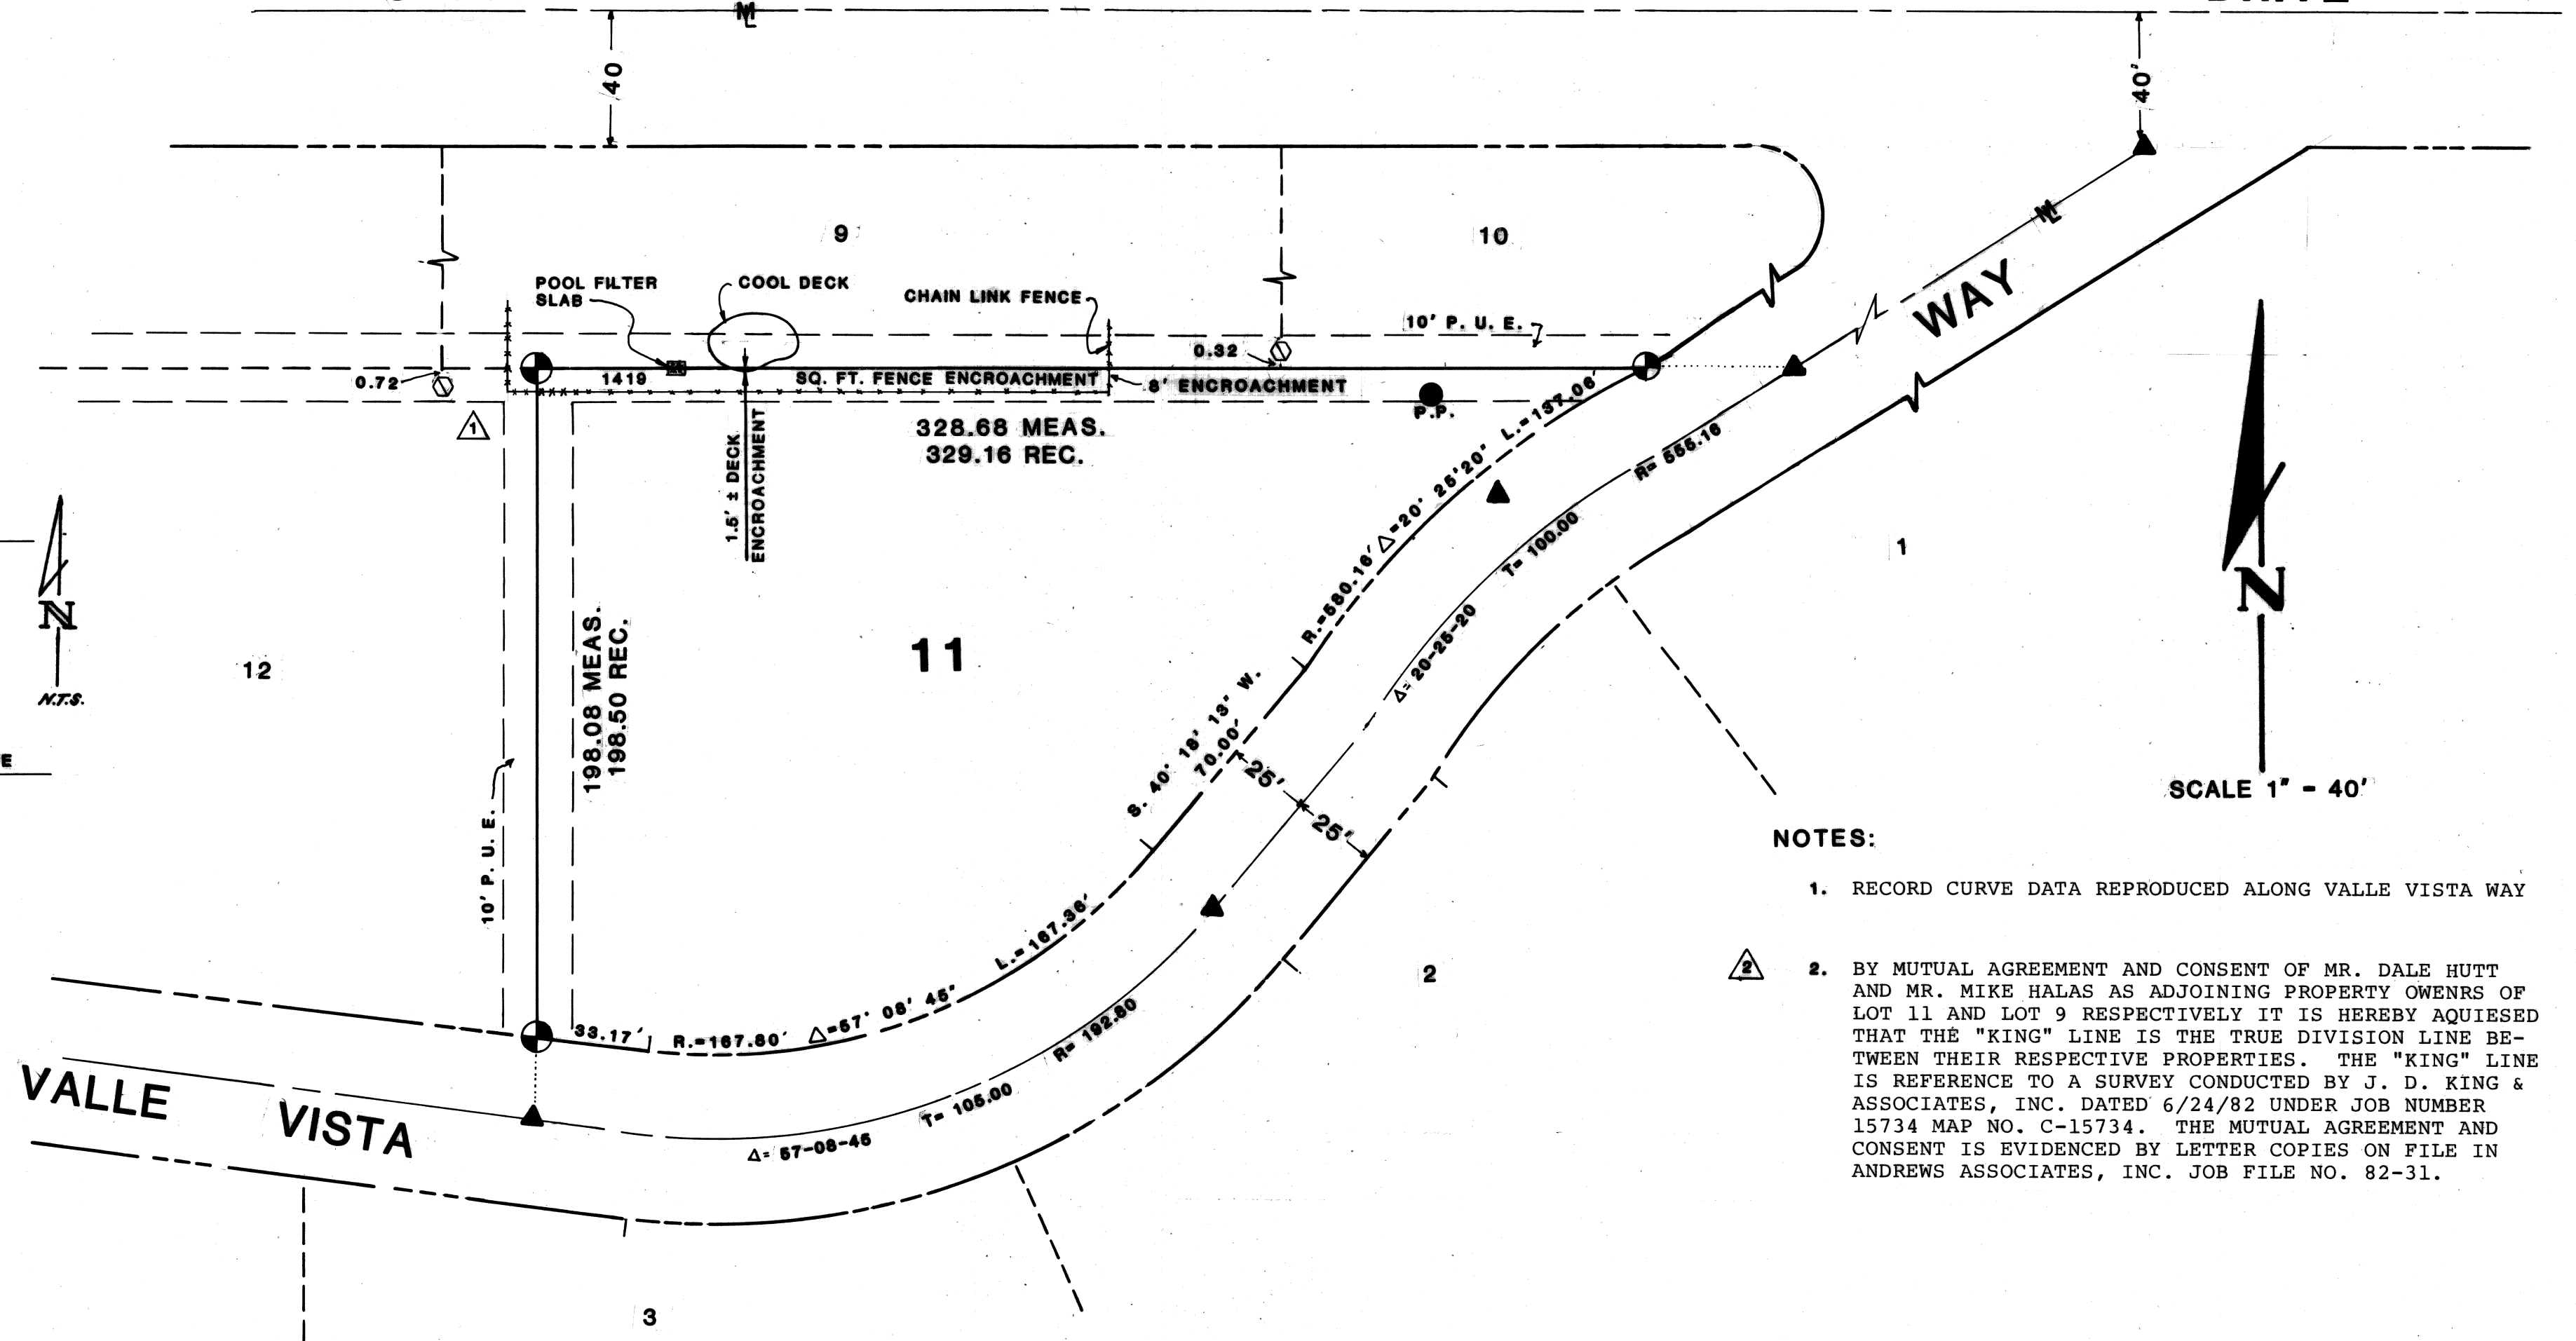 ML
40
40'
ML
9
10
WAY
POOL FILTER
SLAB
COOL DECK
CHAIN LINK FENCE
10' P. U. E.
0.32
0.72
1419
SQ. FT. FENCE ENCROACHMENT
8' ENCROACHMENT
P.P.
1
328.68 MEAS.
329.16 REC.
1.5' ± DECK
ENCROACHMENT
R.=580.16' Δ=20° 25'20" L.=137.06'
R= 555.16
T= 100.00
Δ= 20-25-20
1
N
N.T.S.
E
N
SCALE 1" - 40'
12
11
198.08 MEAS.
198.50 REC.
10' P. U. E.
S. 40° 18' 13" W.
70.00'
25'
25'
L.=167.36'
33.17'
R.=167.80'
Δ=57° 08' 45"
R= 192.80
T= 105.00
Δ= 57-08-45
VALLE VISTA
2
3
NOTES:
1. RECORD CURVE DATA REPRODUCED ALONG VALLE VISTA WAY
2 2. BY MUTUAL AGREEMENT AND CONSENT OF MR. DALE HUTT
AND MR. MIKE HALAS AS ADJOINING PROPERTY OWENRS OF
LOT 11 AND LOT 9 RESPECTIVELY IT IS HEREBY AQUIESED
THAT THE "KING" LINE IS THE TRUE DIVISION LINE BE-
TWEEN THEIR RESPECTIVE PROPERTIES. THE "KING" LINE
IS REFERENCE TO A SURVEY CONDUCTED BY J. D. KING &
ASSOCIATES, INC. DATED 6/24/82 UNDER JOB NUMBER
15734 MAP NO. C-15734. THE MUTUAL AGREEMENT AND
CONSENT IS EVIDENCED BY LETTER COPIES ON FILE IN
ANDREWS ASSOCIATES, INC. JOB FILE NO. 82-31.